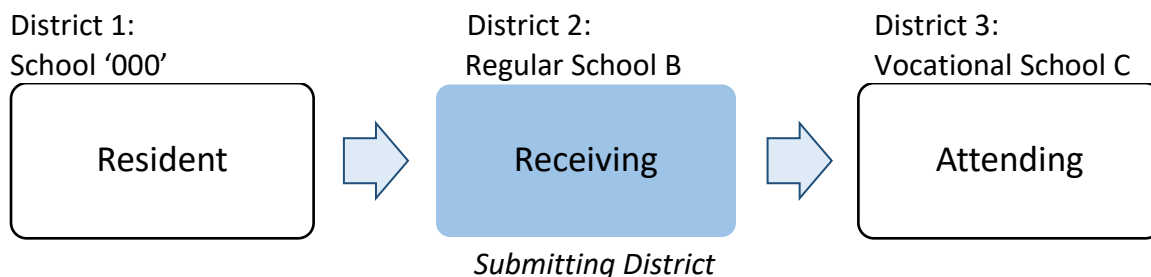 District 1:
School ‘000’
Resident
District 2:
Regular School B
Receiving
Submitting District
District 3:
Vocational School C
Attending